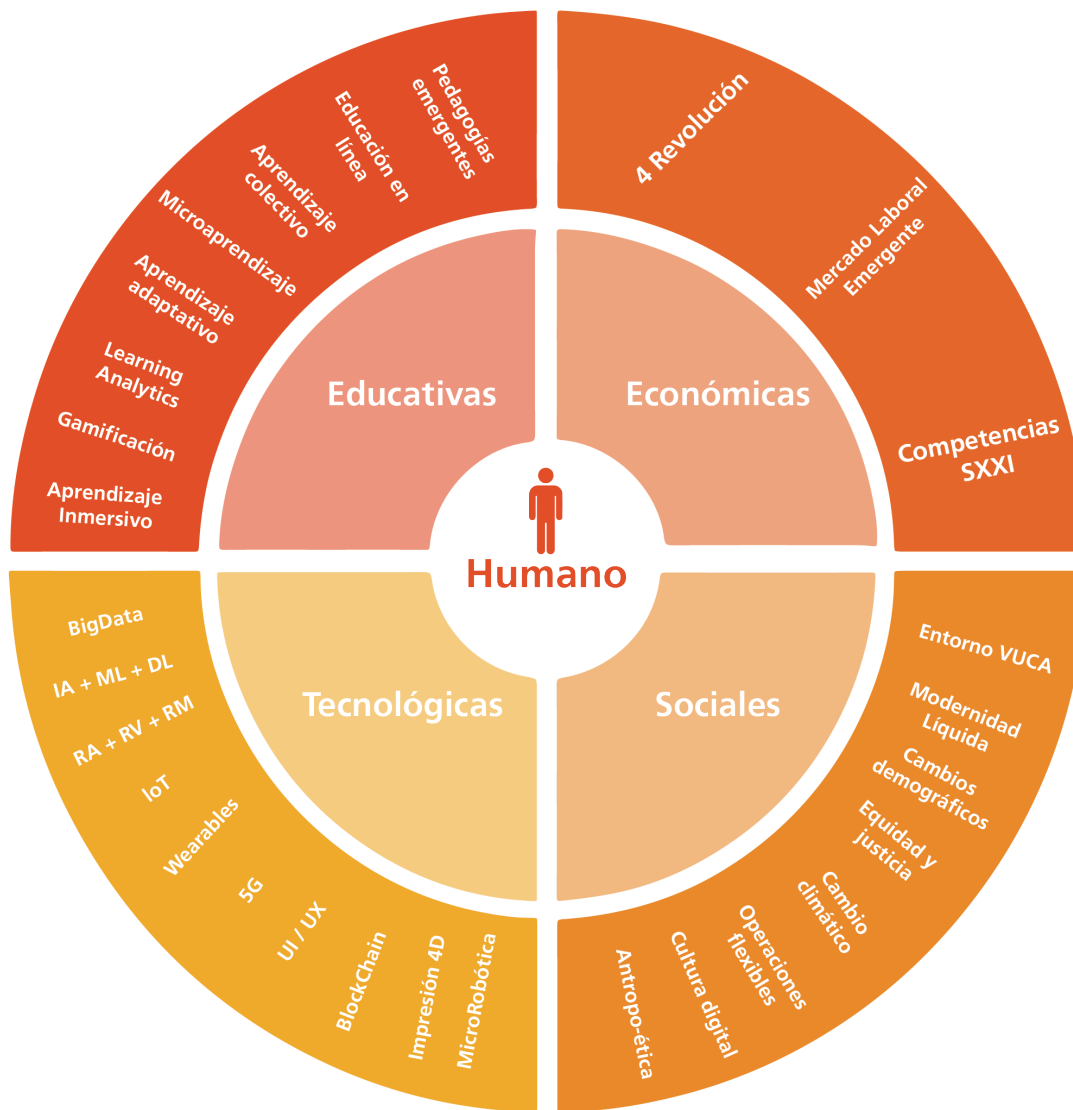 Pedagogías
emergentes
Educación en
línea
Aprendizaje
colectivo
Microaprendizaje
Aprendizaje
adaptativo
Learning
Analytics
Gamificación
Aprendizaje
Inmersivo
Educativas
4 Revolución
Mercado Laboral
Emergente
Competencias
SXXI
Económicas
Humano
Tecnológicas
BigData
IA + ML + DL
RA + RV + RM
IoT
Wearables
5G
UI / UX
BlockChain
Impresión 4D
MicroRobótica
Sociales
Entorno VUCA
Modernidad
Líquida
Cambios
demográficos
Equidad y
justicia
Cambio
climático
Operaciones
flexibles
Cultura digital
Antropo-ética